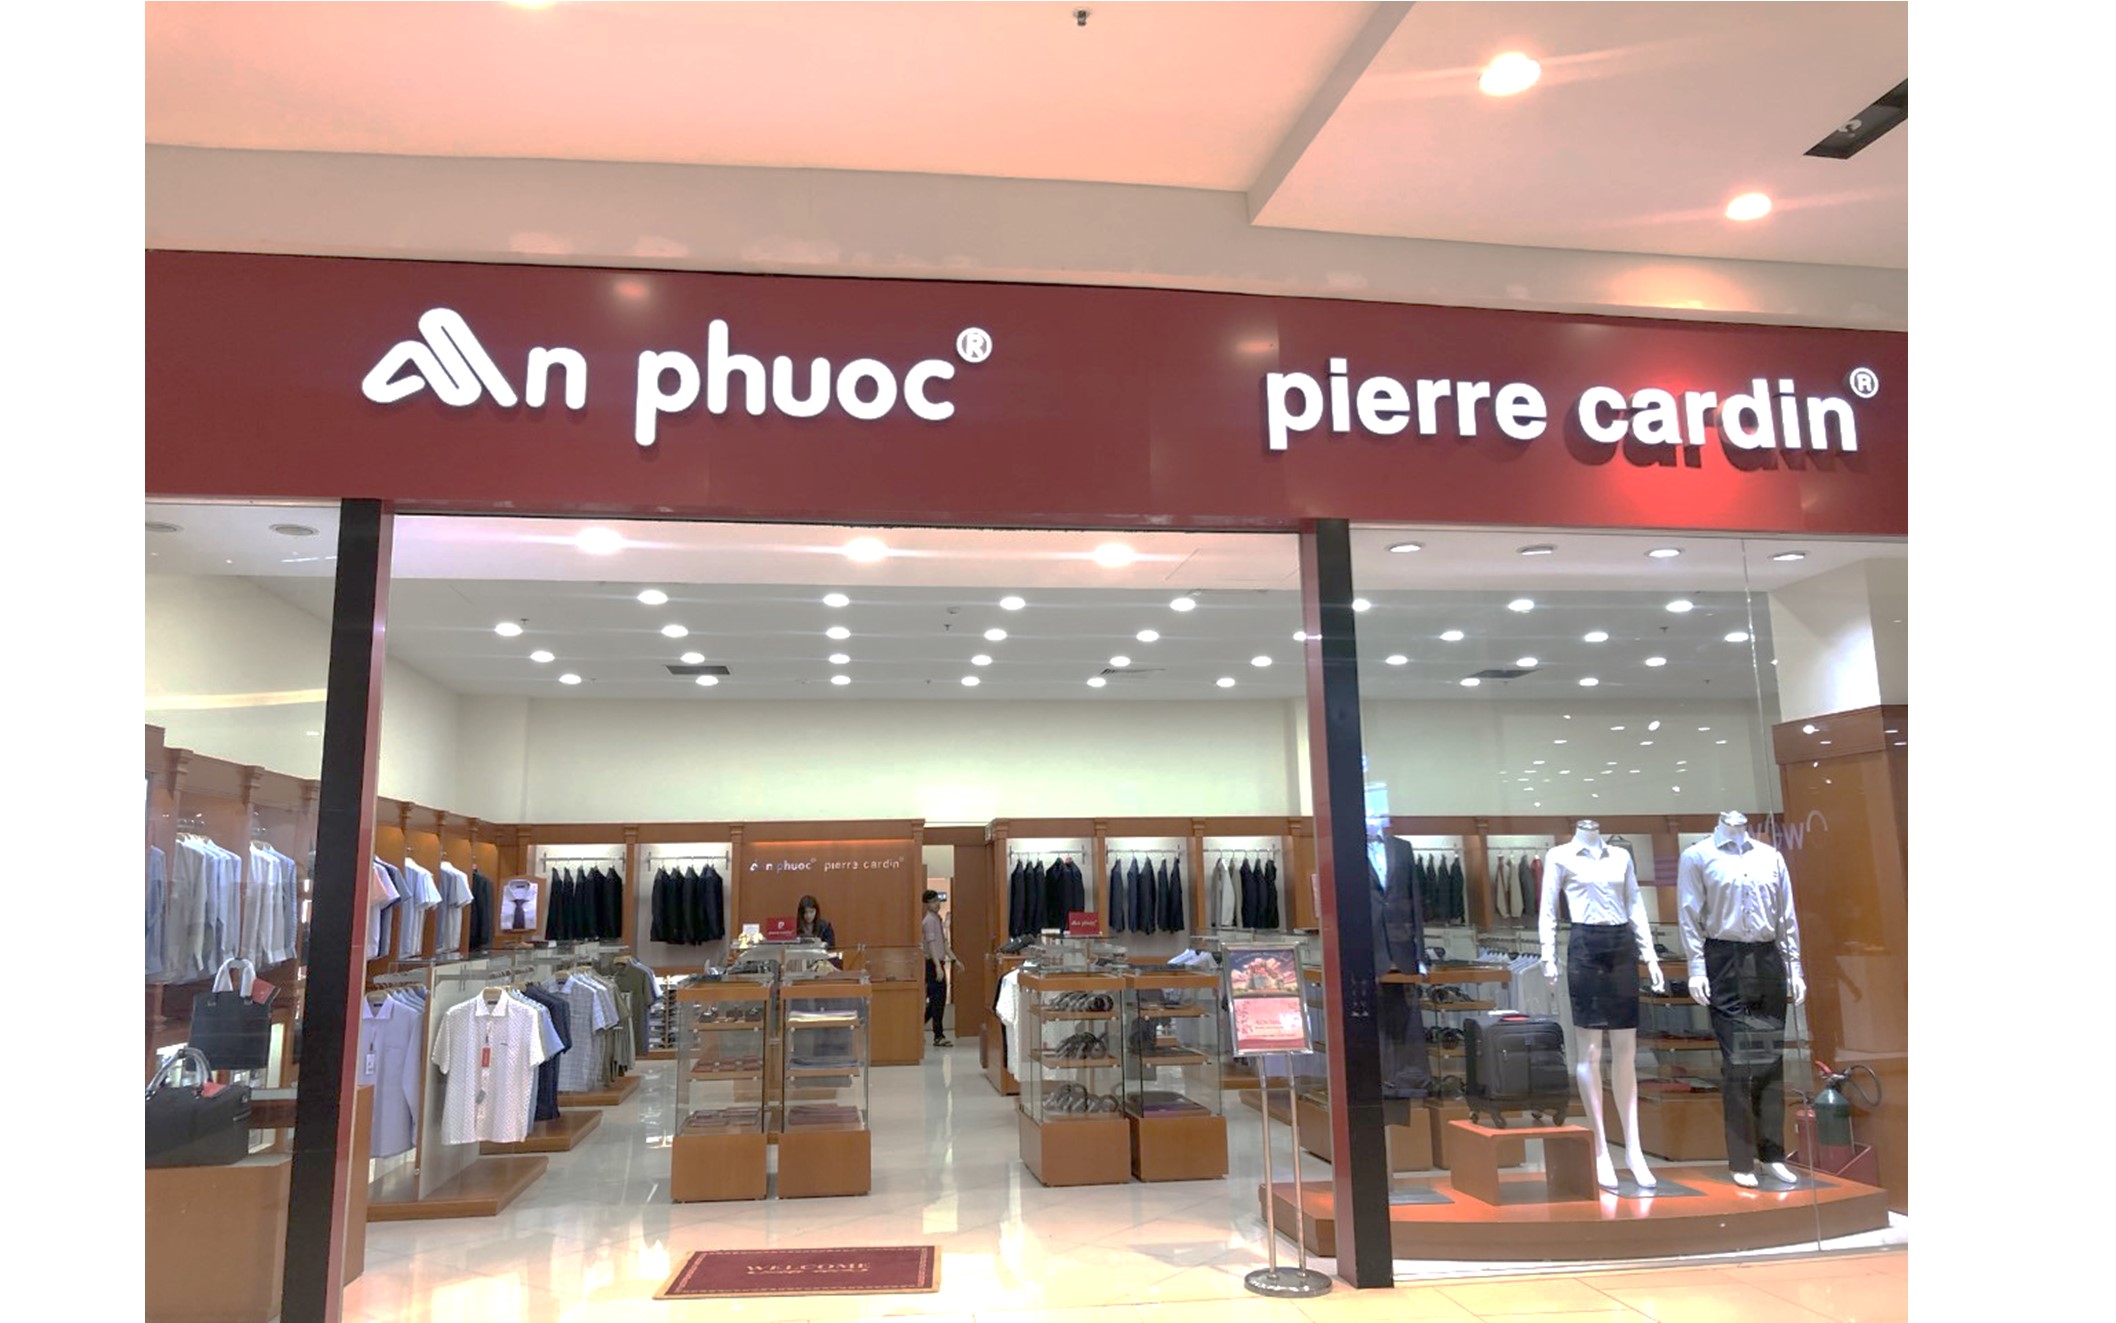 An phuoc®
pierre cardin®
An phuoc® pierre cardin®
WELCOME